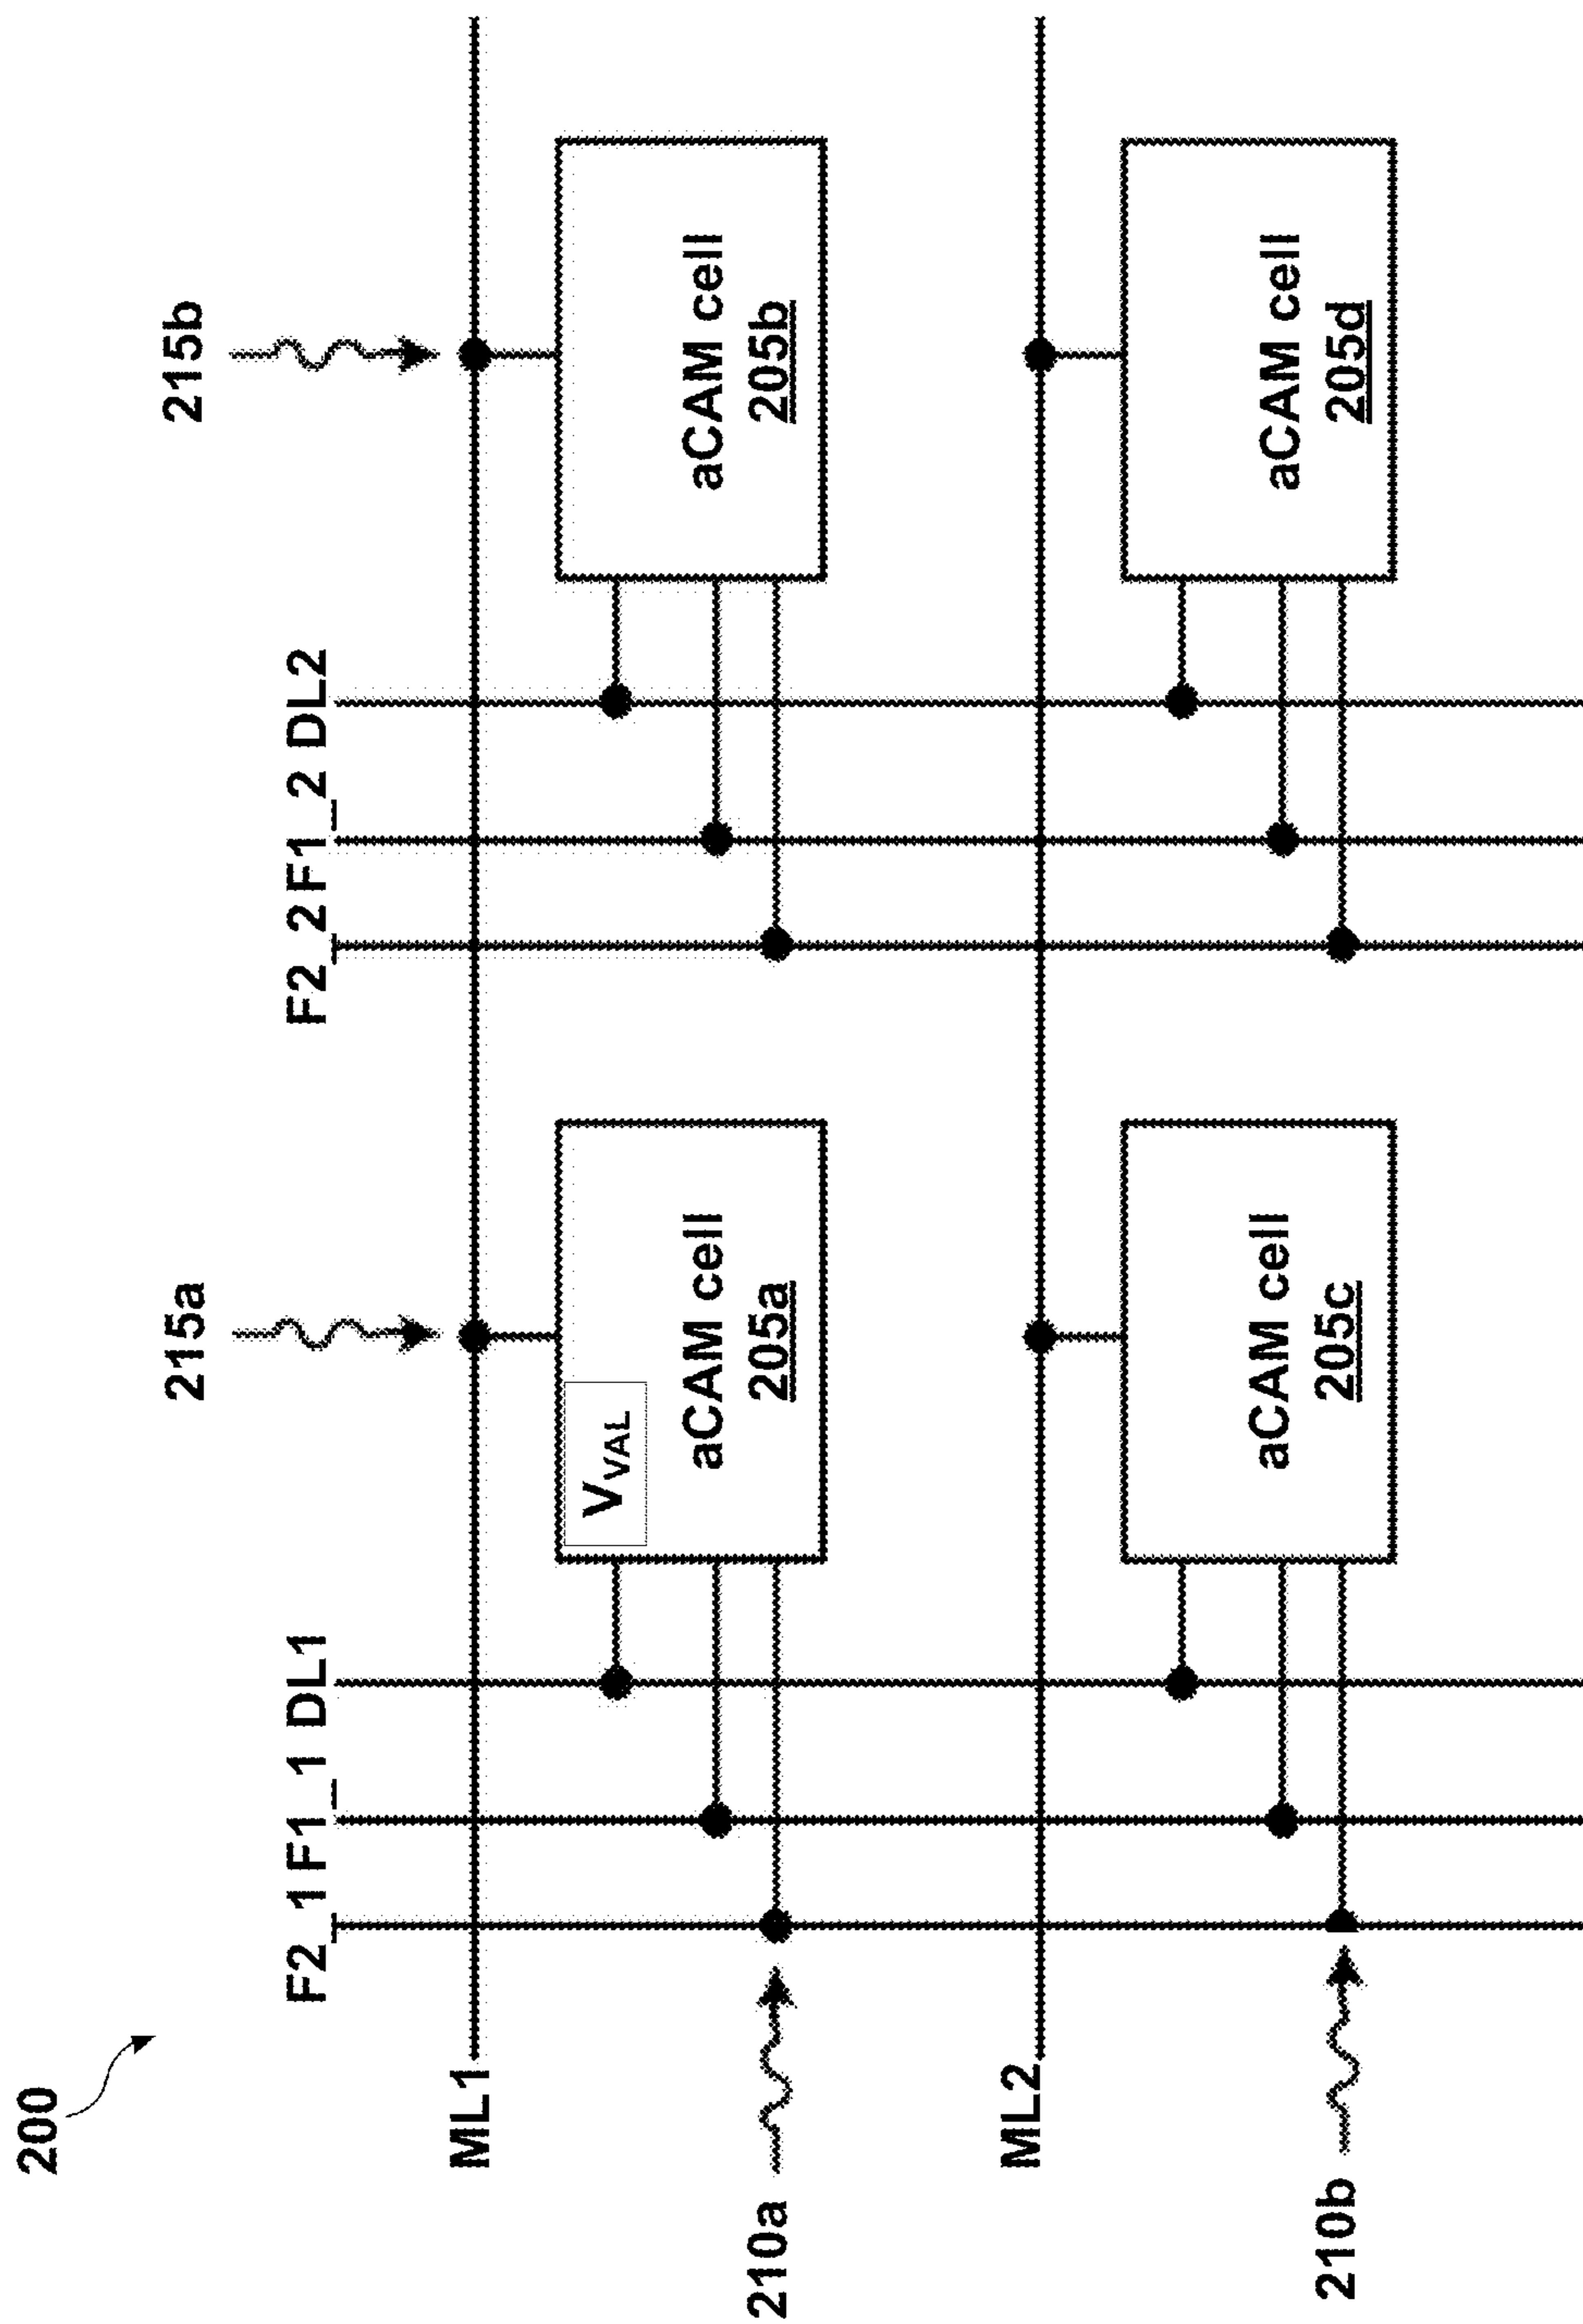 200
215a
215b
F2_1
F1_1
DL1
F2_2
F1_2
DL2
ML1
VVAL
aCAM cell
205a
aCAM cell
205b
210a
ML2
aCAM cell
205c
aCAM cell
205d
210b